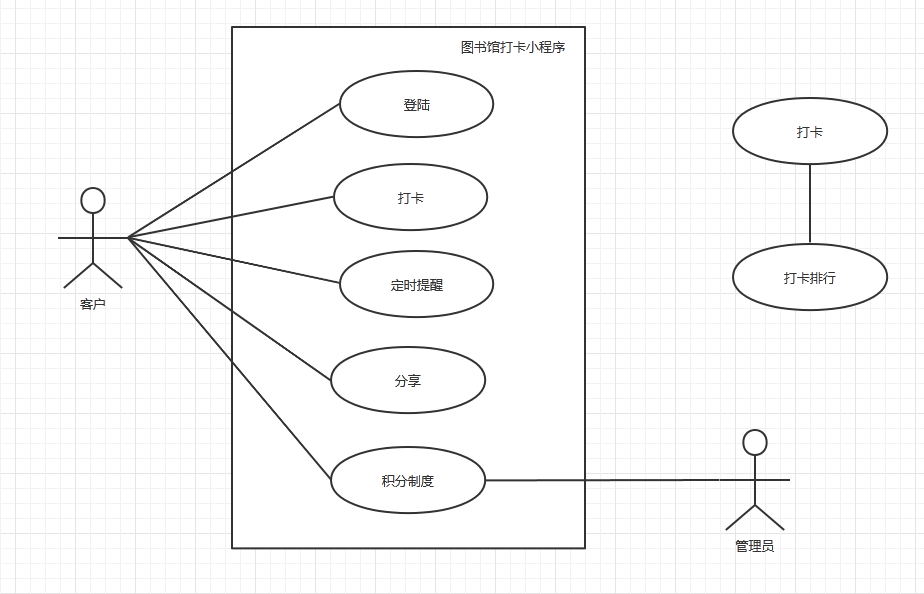 图书馆打卡小程序
登陆
打卡
定时提醒
分享
积分制度
客户
打卡
打卡排行
管理员